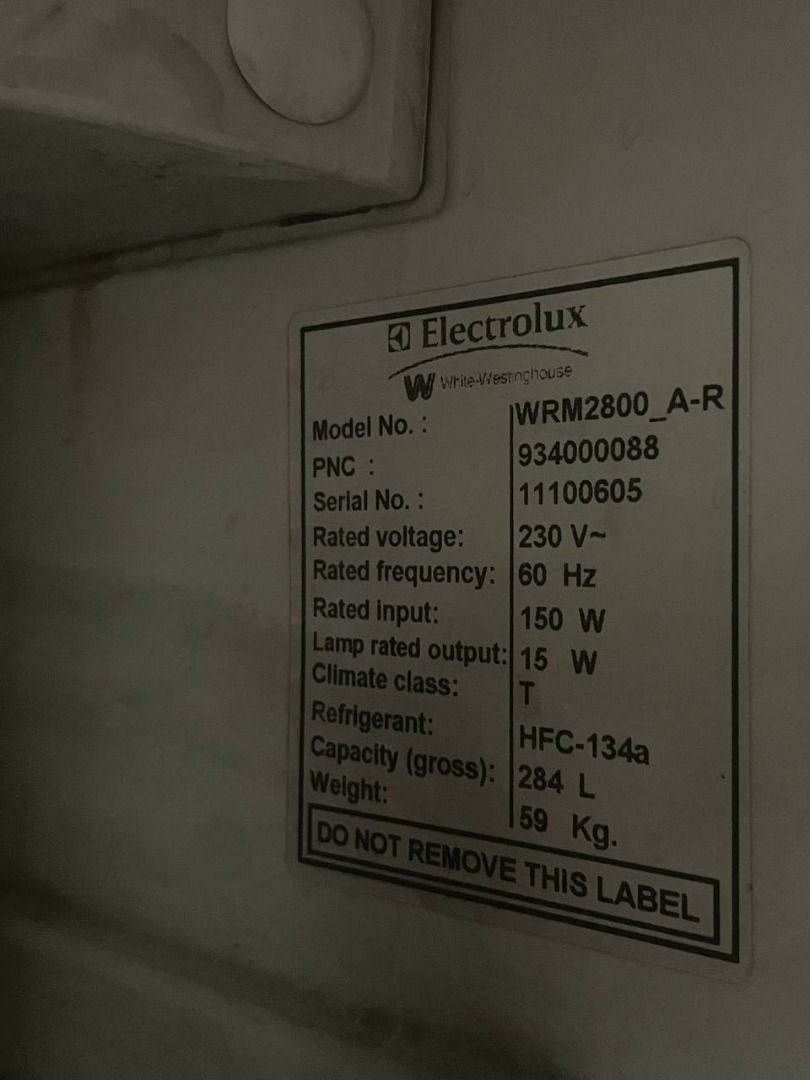 Electrolux
White-Westinghouse
Model No. : WRM2800_A-R
PNC : 934000088
Serial No. : 11100605
Rated voltage: 230 V~
Rated frequency: 60 Hz
Rated input: 150 W
Lamp rated output: 15 W
Climate class: T
Refrigerant: HFC-134a
Capacity (gross): 284 L
Weight: 59 Kg.
DO NOT REMOVE THIS LABEL